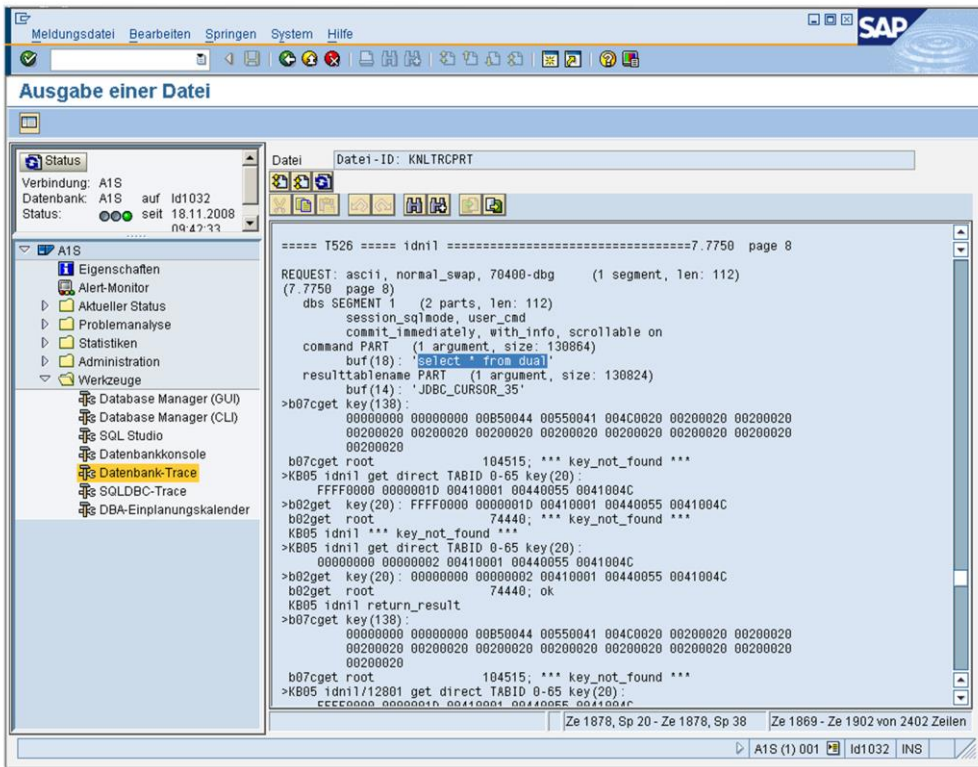 Meldungsdatei Bearbeiten Springen System Hilfe
SAP
Ausgabe einer Datei
Status
Verbindung: A1S
Datenbank: A1S auf ld1032
Status: seit 18.11.2008
09:42:33
A1S
Eigenschaften
Alert-Monitor
Aktueller Status
Problemanalyse
Statistiken
Administration
Werkzeuge
Database Manager (GUI)
Database Manager (CLI)
SQL Studio
Datenbankkonsole
Datenbank-Trace
SQLDBC-Trace
DBA-Einplanungskalender
Datei Datei-ID: KNLTRCPRT
===== T526 ===== idnil ==================================7.7750 page 8
REQUEST: ascii, normal_swap, 70400-dbg (1 segment, len: 112)
(7.7750 page 8)
dbs SEGMENT 1 (2 parts, len: 112)
session_sqlmode, user_cmd
commit_immediately, with_info, scrollable on
command PART (1 argument, size: 130864)
buf(18): 'select * from dual'
resulttablename PART (1 argument, size: 130824)
buf(14): 'JDBC_CURSOR_35'
>b07cget key(138):
00000000 00000000 00B50044 00550041 004C0020 00200020 00200020
00200020 00200020 00200020 00200020 00200020 00200020 00200020
00200020
b07cget root 104515; *** key_not_found ***
>KB05 idnil get direct TABID 0-65 key(20):
FFFF0000 0000001D 00410001 00440055 0041004C
>b02get key(20): FFFF0000 0000001D 00410001 00440055 0041004C
b02get root 74440; *** key_not_found ***
KB05 idnil *** key_not_found ***
>KB05 idnil get direct TABID 0-65 key(20):
00000000 00000002 00410001 00440055 0041004C
>b02get key(20): 00000000 00000002 00410001 00440055 0041004C
b02get root 74440; ok
KB05 idnil return_result
>b07cget key(138):
00000000 00000000 00B50044 00550041 004C0020 00200020 00200020
00200020 00200020 00200020 00200020 00200020 00200020 00200020
00200020
b07cget root 104515; *** key_not_found ***
>KB05 idnil/12801 get direct TABID 0-65 key(20):
FFFF0000 0000001D 00410001 00440055 0041004C
Ze 1878, Sp 20 - Ze 1878, Sp 38 Ze 1869 - Ze 1902 von 2402 Zeilen
A1S (1) 001 ld1032 INS